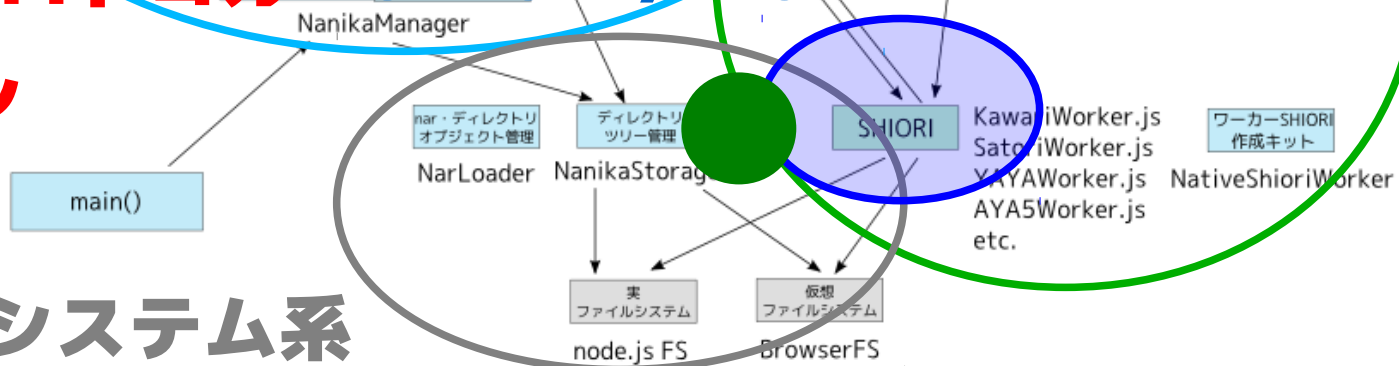 NanikaManager
nar・ディレクトリ
オブジェクト管理
NarLoader
ディレクトリ
ツリー管理
NanikaStorag
SHIORI
KawariWorker.js
SatoriWorker.js
YAYAWorker.js
AYA5Worker.js
etc.
ワーカーSHIORI
作成キット
NativeShioriWorker
main()
実
ファイルシステム
node.js FS
仮想
ファイルシステム
BrowserFS
システム系